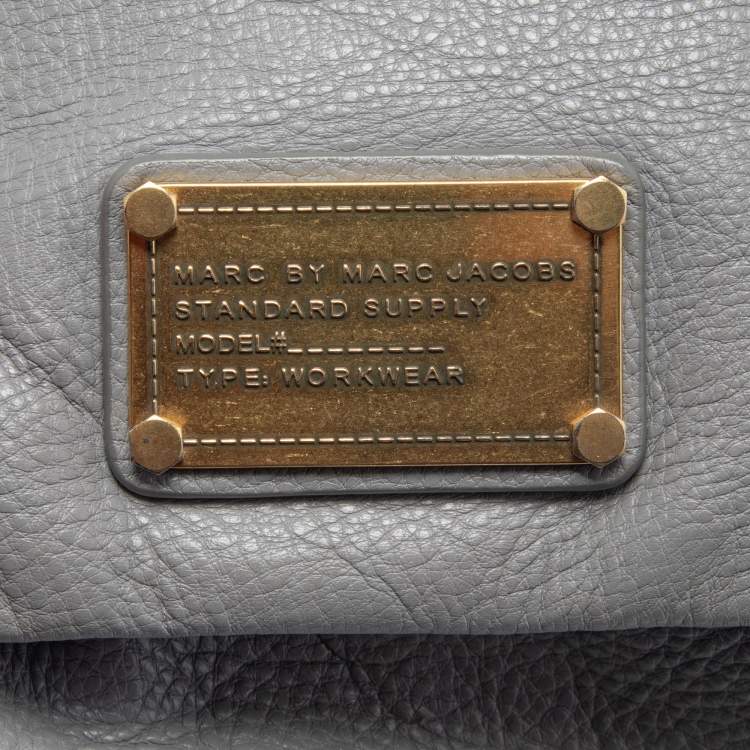 MARC BY MARC JACOBS
STANDARD SUPPLY
MODEL#_________
TYPE: WORKWEAR